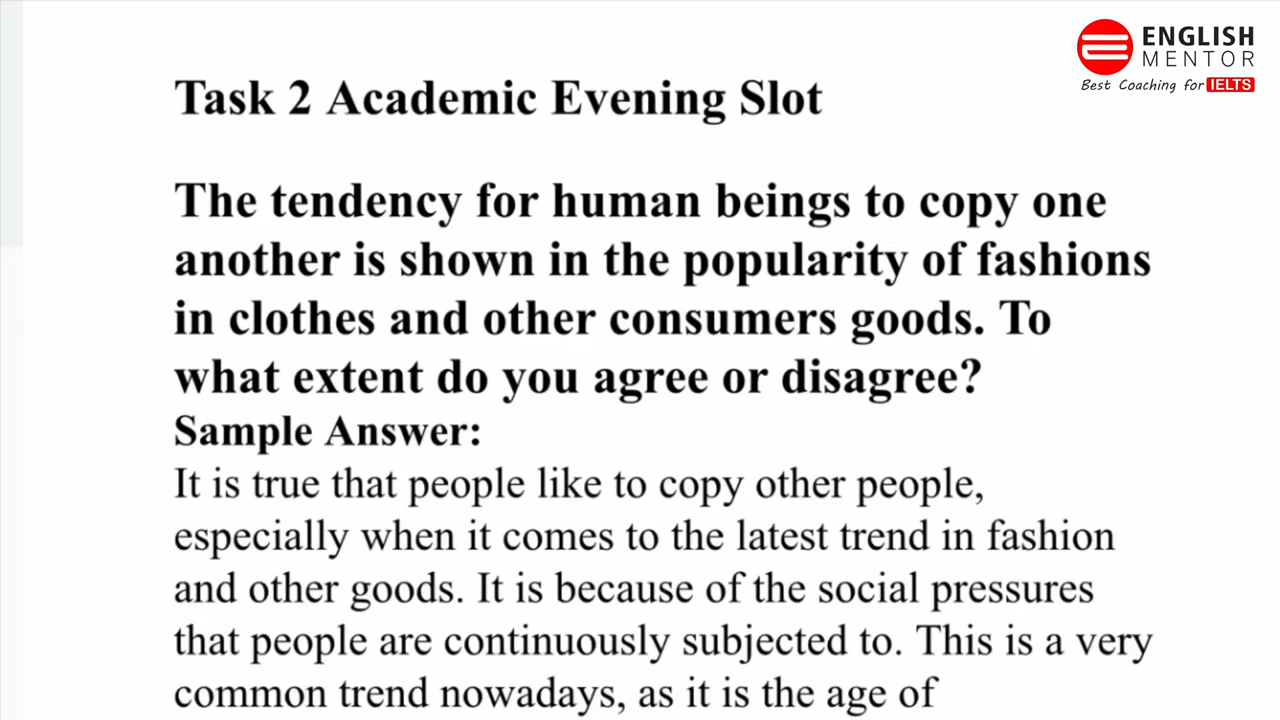 ENGLISH
MENTOR
Best Coaching for IELTS
Task 2 Academic Evening Slot
The tendency for human beings to copy one
another is shown in the popularity of fashions
in clothes and other consumers goods. To
what extent do you agree or disagree?
Sample Answer:
It is true that people like to copy other people,
especially when it comes to the latest trend in fashion
and other goods. It is because of the social pressures
that people are continuously subjected to. This is a very
common trend nowadays, as it is the age of